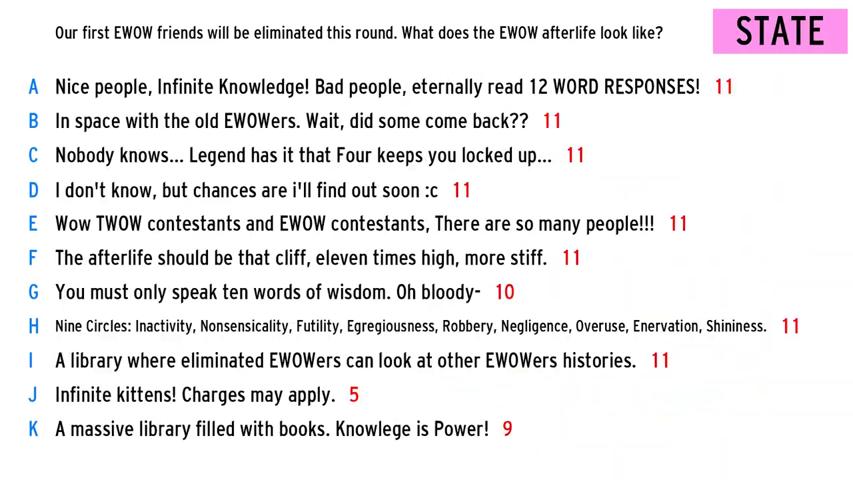 Our first EWOW friends will be eliminated this round. What does the EWOW afterlife look like?
STATE
A Nice people, Infinite Knowledge! Bad people, eternally read 12 WORD RESPONSES! 11
B In space with the old EWOWers. Wait, did some come back?? 11
C Nobody knows... Legend has it that Four keeps you locked up... 11
D I don't know, but chances are i'll find out soon :c 11
E Wow TWOW contestants and EWOW contestants, There are so many people!!! 11
F The afterlife should be that cliff, eleven times high, more stiff. 11
G You must only speak ten words of wisdom. Oh bloody- 10
H Nine Circles: Inactivity, Nonsensicality, Futility, Egregiousness, Robbery, Negligence, Overuse, Enervation, Shininess. 11
I A library where eliminated EWOWers can look at other EWOWers histories. 11
J Infinite kittens! Charges may apply. 5
K A massive library filled with books. Knowlege is Power! 9